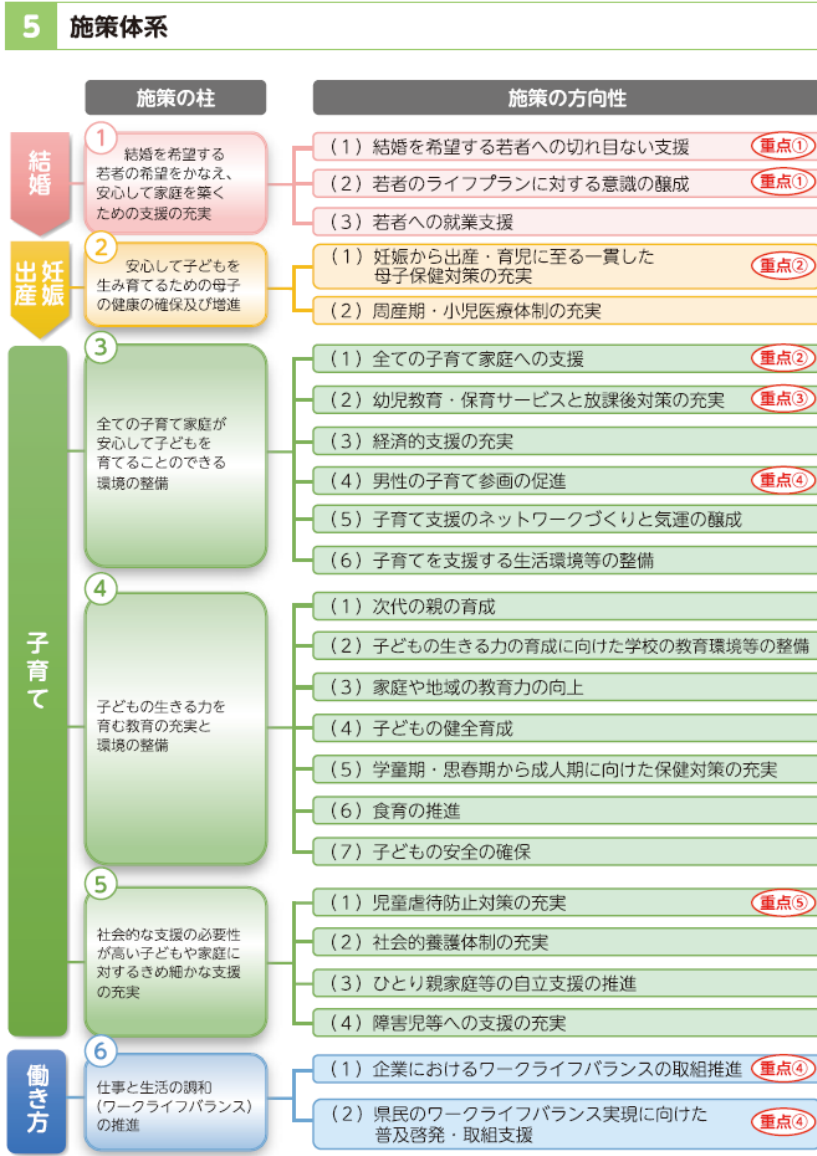 5 施策体系
施策の柱
施策の方向性
結婚
①
結婚を希望する
若者の希望をかなえ、
安心して家庭を築く
ための支援の充実
(1) 結婚を希望する若者への切れ目ない支援 重点①
(2) 若者のライフプランに対する意識の醸成 重点①
(3) 若者への就業支援
妊娠
出産
②
安心して子どもを
生み育てるための母子
の健康の確保及び増進
(1) 妊娠から出産・育児に至る一貫した
母子保健対策の充実 重点②
(2) 周産期・小児医療体制の充実
子育て
③
全ての子育て家庭が
安心して子どもを
育てることのできる
環境の整備
(1) 全ての子育て家庭への支援 重点②
(2) 幼児教育・保育サービスと放課後対策の充実 重点③
(3) 経済的支援の充実
(4) 男性の子育て参画の促進 重点④
(5) 子育て支援のネットワークづくりと気運の醸成
(6) 子育てを支援する生活環境等の整備
④
子どもの生きる力を
育む教育の充実と
環境の整備
(1) 次代の親の育成
(2) 子どもの生きる力の育成に向けた学校の教育環境等の整備
(3) 家庭や地域の教育力の向上
(4) 子どもの健全育成
(5) 学童期・思春期から成人期に向けた保健対策の充実
(6) 食育の推進
(7) 子どもの安全の確保
⑤
社会的な支援の必要性
が高い子どもや家庭に
対するきめ細かな支援
の充実
(1) 児童虐待防止対策の充実 重点⑤
(2) 社会的養護体制の充実
(3) ひとり親家庭等の自立支援の推進
(4) 障害児等への支援の充実
働き方
⑥
仕事と生活の調和
(ワークライフバランス)
の推進
(1) 企業におけるワークライフバランスの取組推進 重点④
(2) 県民のワークライフバランス実現に向けた
普及啓発・取組支援 重点④